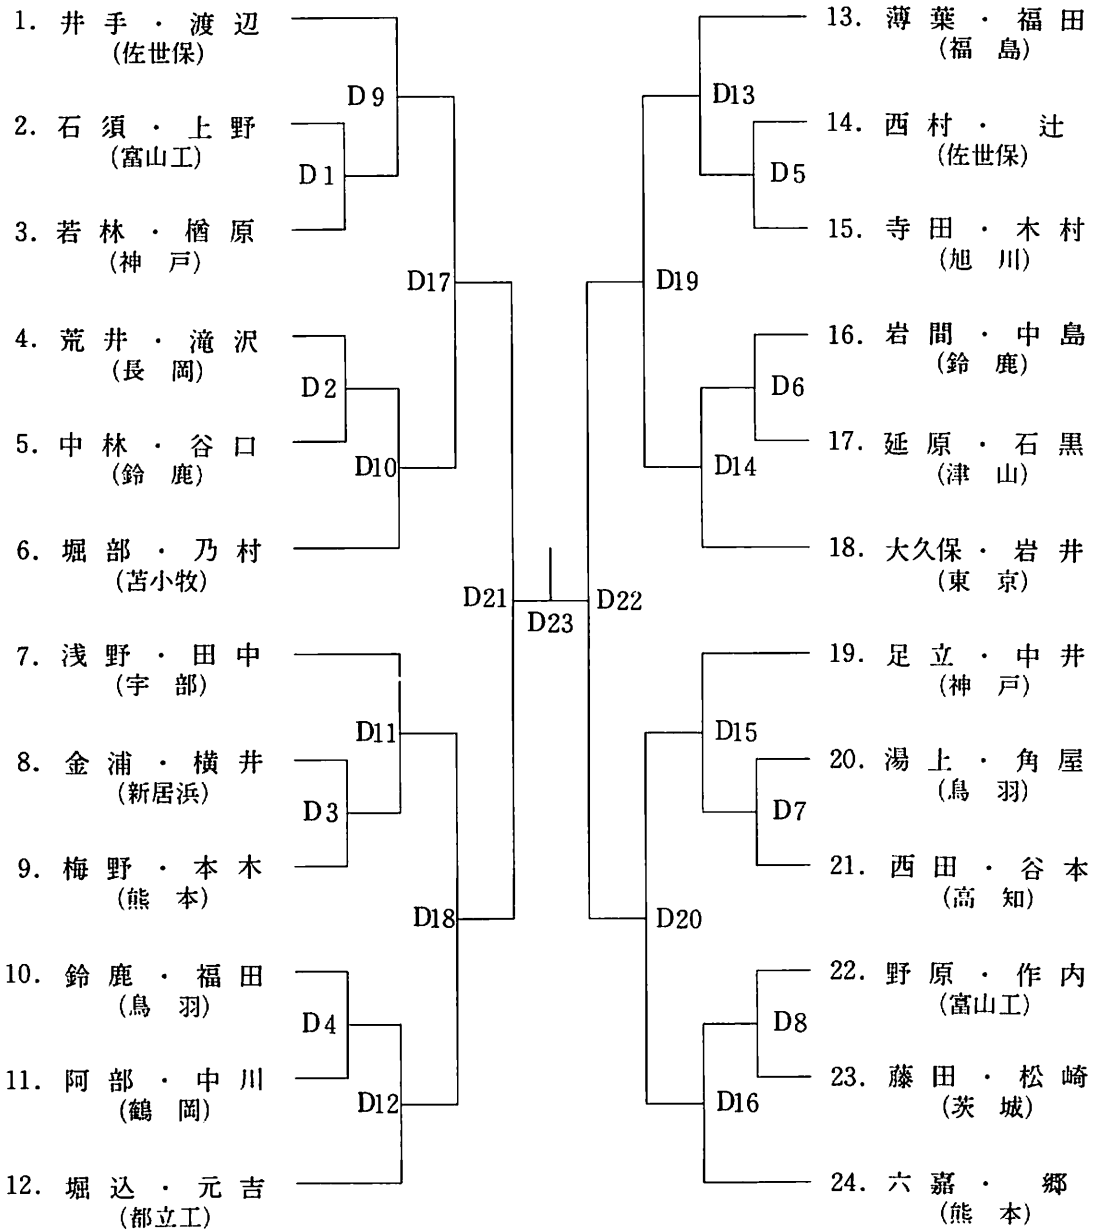 1. 井手・渡辺
(佐世保)
D9
2. 石須・上野
(富山工)
D1
3. 若林・楢原
(神戸)
D17
4. 荒井・滝沢
(長岡)
D2
5. 中林・谷口
(鈴鹿)
D10
6. 堀部・乃村
(苫小牧)
D21
7. 浅野・田中
(宇部)
D11
8. 金浦・横井
(新居浜)
D3
9. 梅野・本木
(熊本)
D18
10. 鈴鹿・福田
(鳥羽)
D4
11. 阿部・中川
(鶴岡)
D12
12. 堀込・元吉
(都立工)
D23
13. 薄葉・福田
(福島)
D13
14. 西村・辻
(佐世保)
D5
15. 寺田・木村
(旭川)
D19
16. 岩間・中島
(鈴鹿)
D6
17. 延原・石黒
(津山)
D14
18. 大久保・岩井
(東京)
D22
19. 足立・中井
(神戸)
D15
20. 湯上・角屋
(鳥羽)
D7
21. 西田・谷本
(高知)
D20
22. 野原・作内
(富山工)
D8
23. 藤田・松崎
(茨城)
D16
24. 六嘉・郷
(熊本)